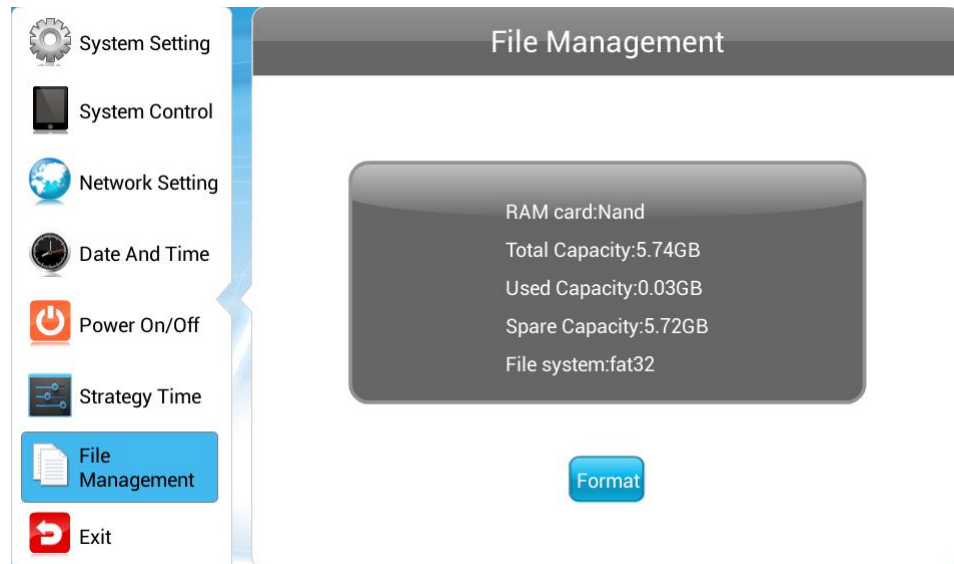 System Setting
System Control
Network Setting
Date And Time
Power On/Off
Strategy Time
File
Management
Exit
File Management
RAM card:Nand
Total Capacity:5.74GB
Used Capacity:0.03GB
Spare Capacity:5.72GB
File system:fat32
Format